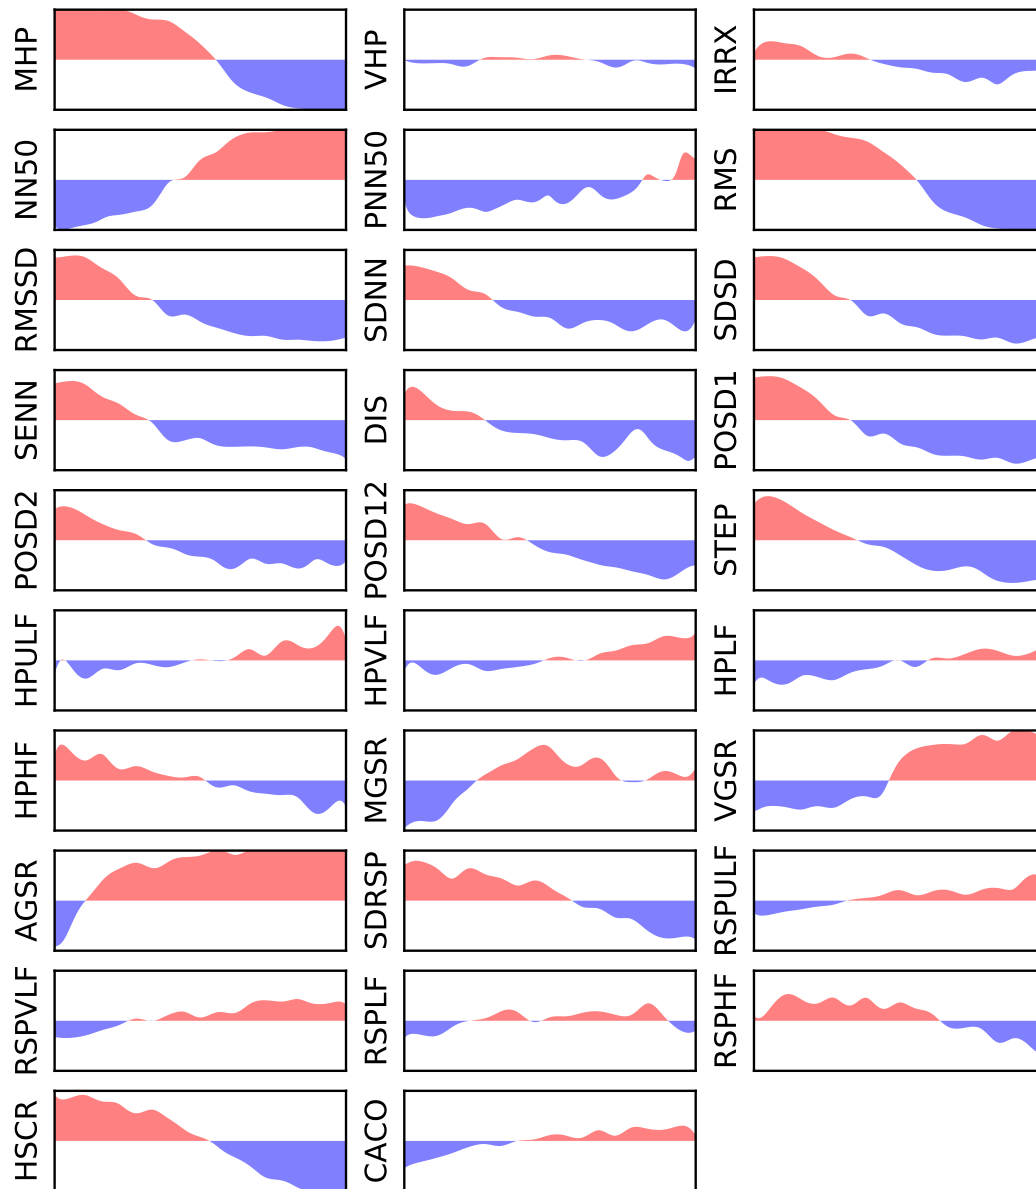 MHP
VHP
IRRX
NN50
PNN50
RMS
RMSSD
SDNN
SDSD
SENN
DIS
POSD1
POSD2
POSD12
STEP
HPULF
HPVLF
HPLF
HPHF
MGSR
VGSR
AGSR
SDRSP
RSPULF
RSPVLF
RSPLF
RSPHF
HSCR
CACO